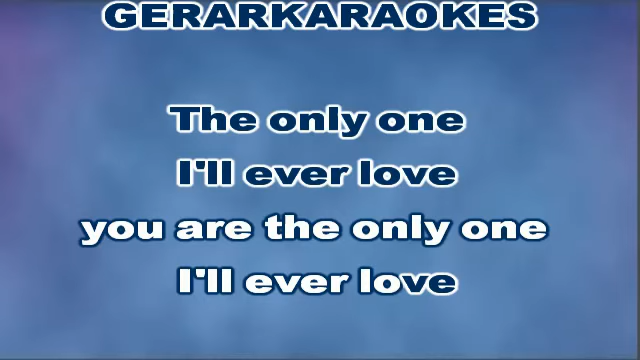 GERARKARAOKES
The only one
I'll ever love
you are the only one
I'll ever love